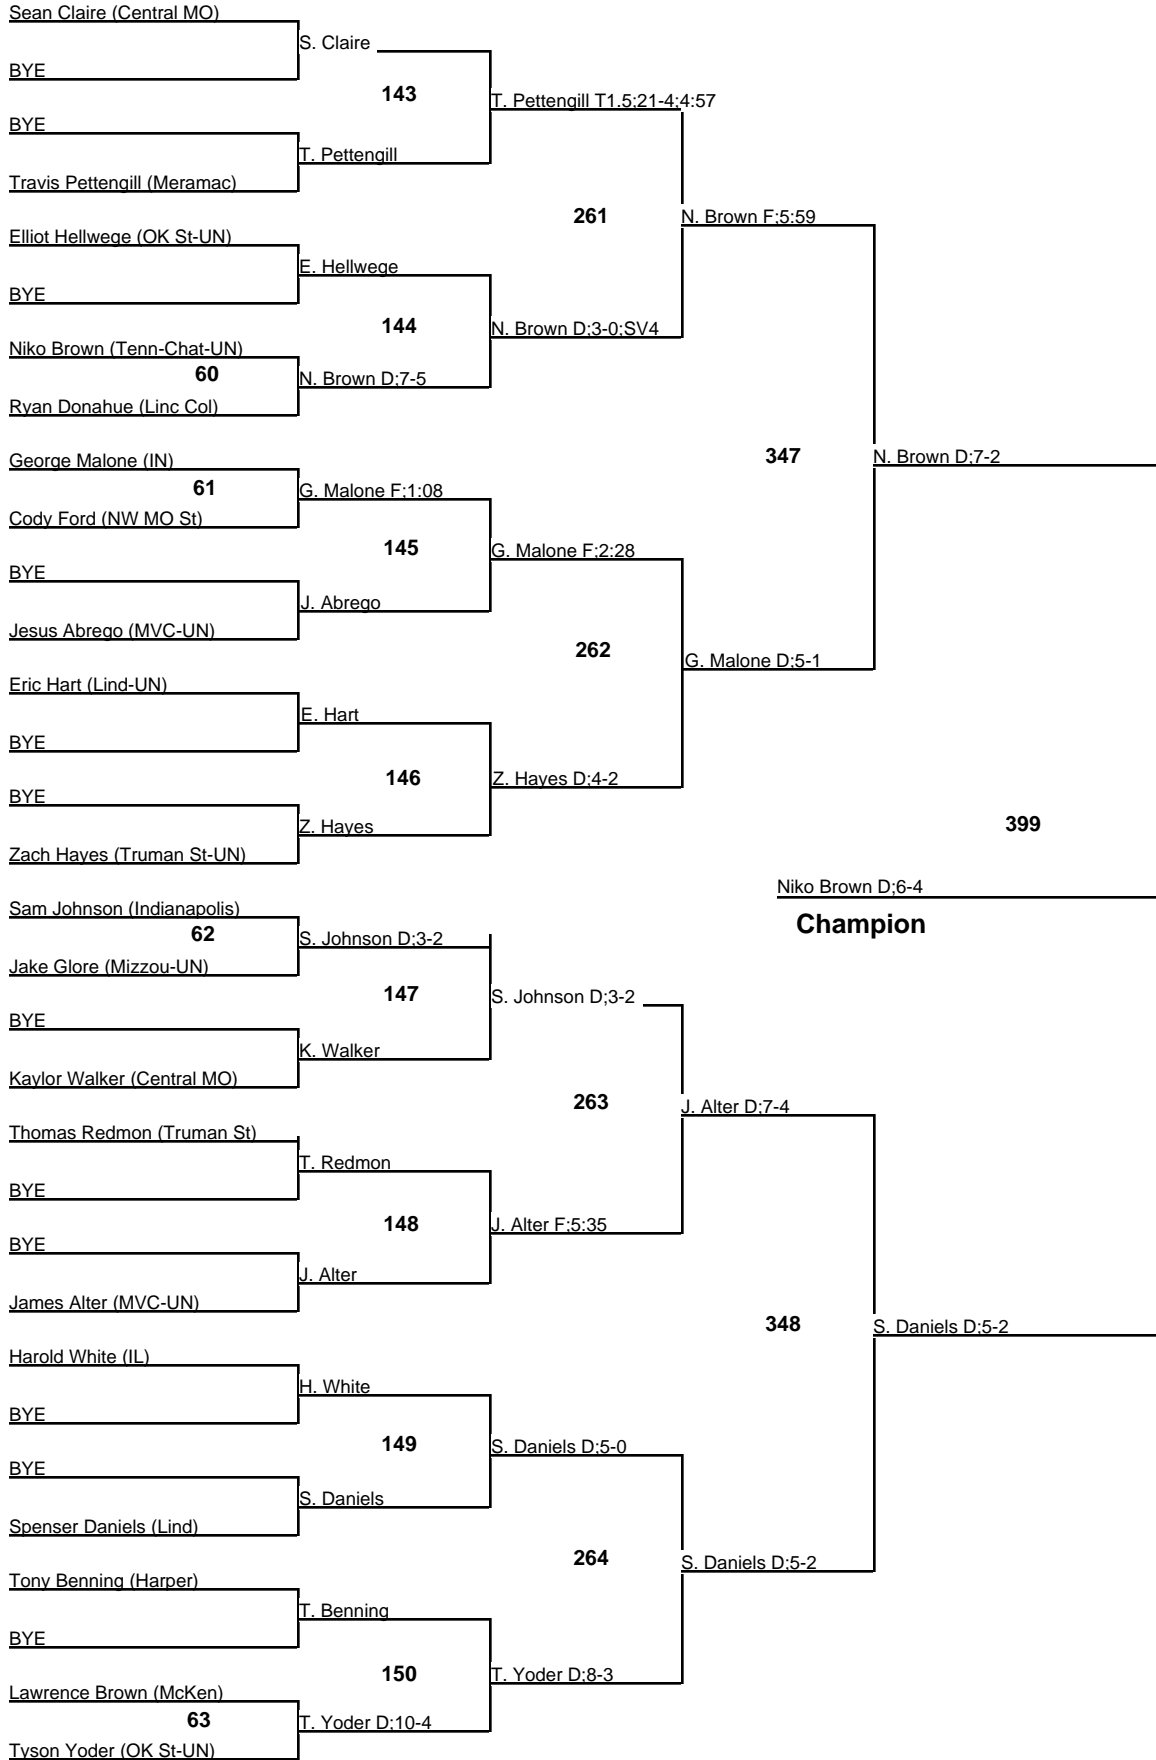 Sean Claire (Central MO)
S. Claire
BYE
143
T. Pettengill T1.5;21-4;4:57
BYE
T. Pettengill
Travis Pettengill (Meramac)
261
N. Brown F;5:59
Elliot Hellwege (OK St-UN)
E. Hellwege
BYE
144
N. Brown D;3-0;SV4
Niko Brown (Tenn-Chat-UN)
60
N. Brown D;7-5
Ryan Donahue (Linc Col)
347
N. Brown D;7-2
George Malone (IN)
61
G. Malone F;1:08
Cody Ford (NW MO St)
145
G. Malone F;2:28
BYE
J. Abrego
Jesus Abrego (MVC-UN)
262
G. Malone D;5-1
Eric Hart (Lind-UN)
E. Hart
BYE
146
Z. Hayes D;4-2
BYE
399
Z. Hayes
Zach Hayes (Truman St-UN)
Niko Brown D;6-4
Champion
Sam Johnson (Indianapolis)
62
S. Johnson D;3-2
Jake Glore (Mizzou-UN)
147
S. Johnson D;3-2
BYE
K. Walker
Kaylor Walker (Central MO)
263
J. Alter D;7-4
Thomas Redmon (Truman St)
T. Redmon
BYE
148
J. Alter F;5:35
BYE
J. Alter
James Alter (MVC-UN)
348
S. Daniels D;5-2
Harold White (IL)
H. White
BYE
149
S. Daniels D;5-0
BYE
S. Daniels
Spenser Daniels (Lind)
264
S. Daniels D;5-2
Tony Benning (Harper)
T. Benning
BYE
150
T. Yoder D;8-3
Lawrence Brown (McKen)
63
T. Yoder D;10-4
Tyson Yoder (OK St-UN)